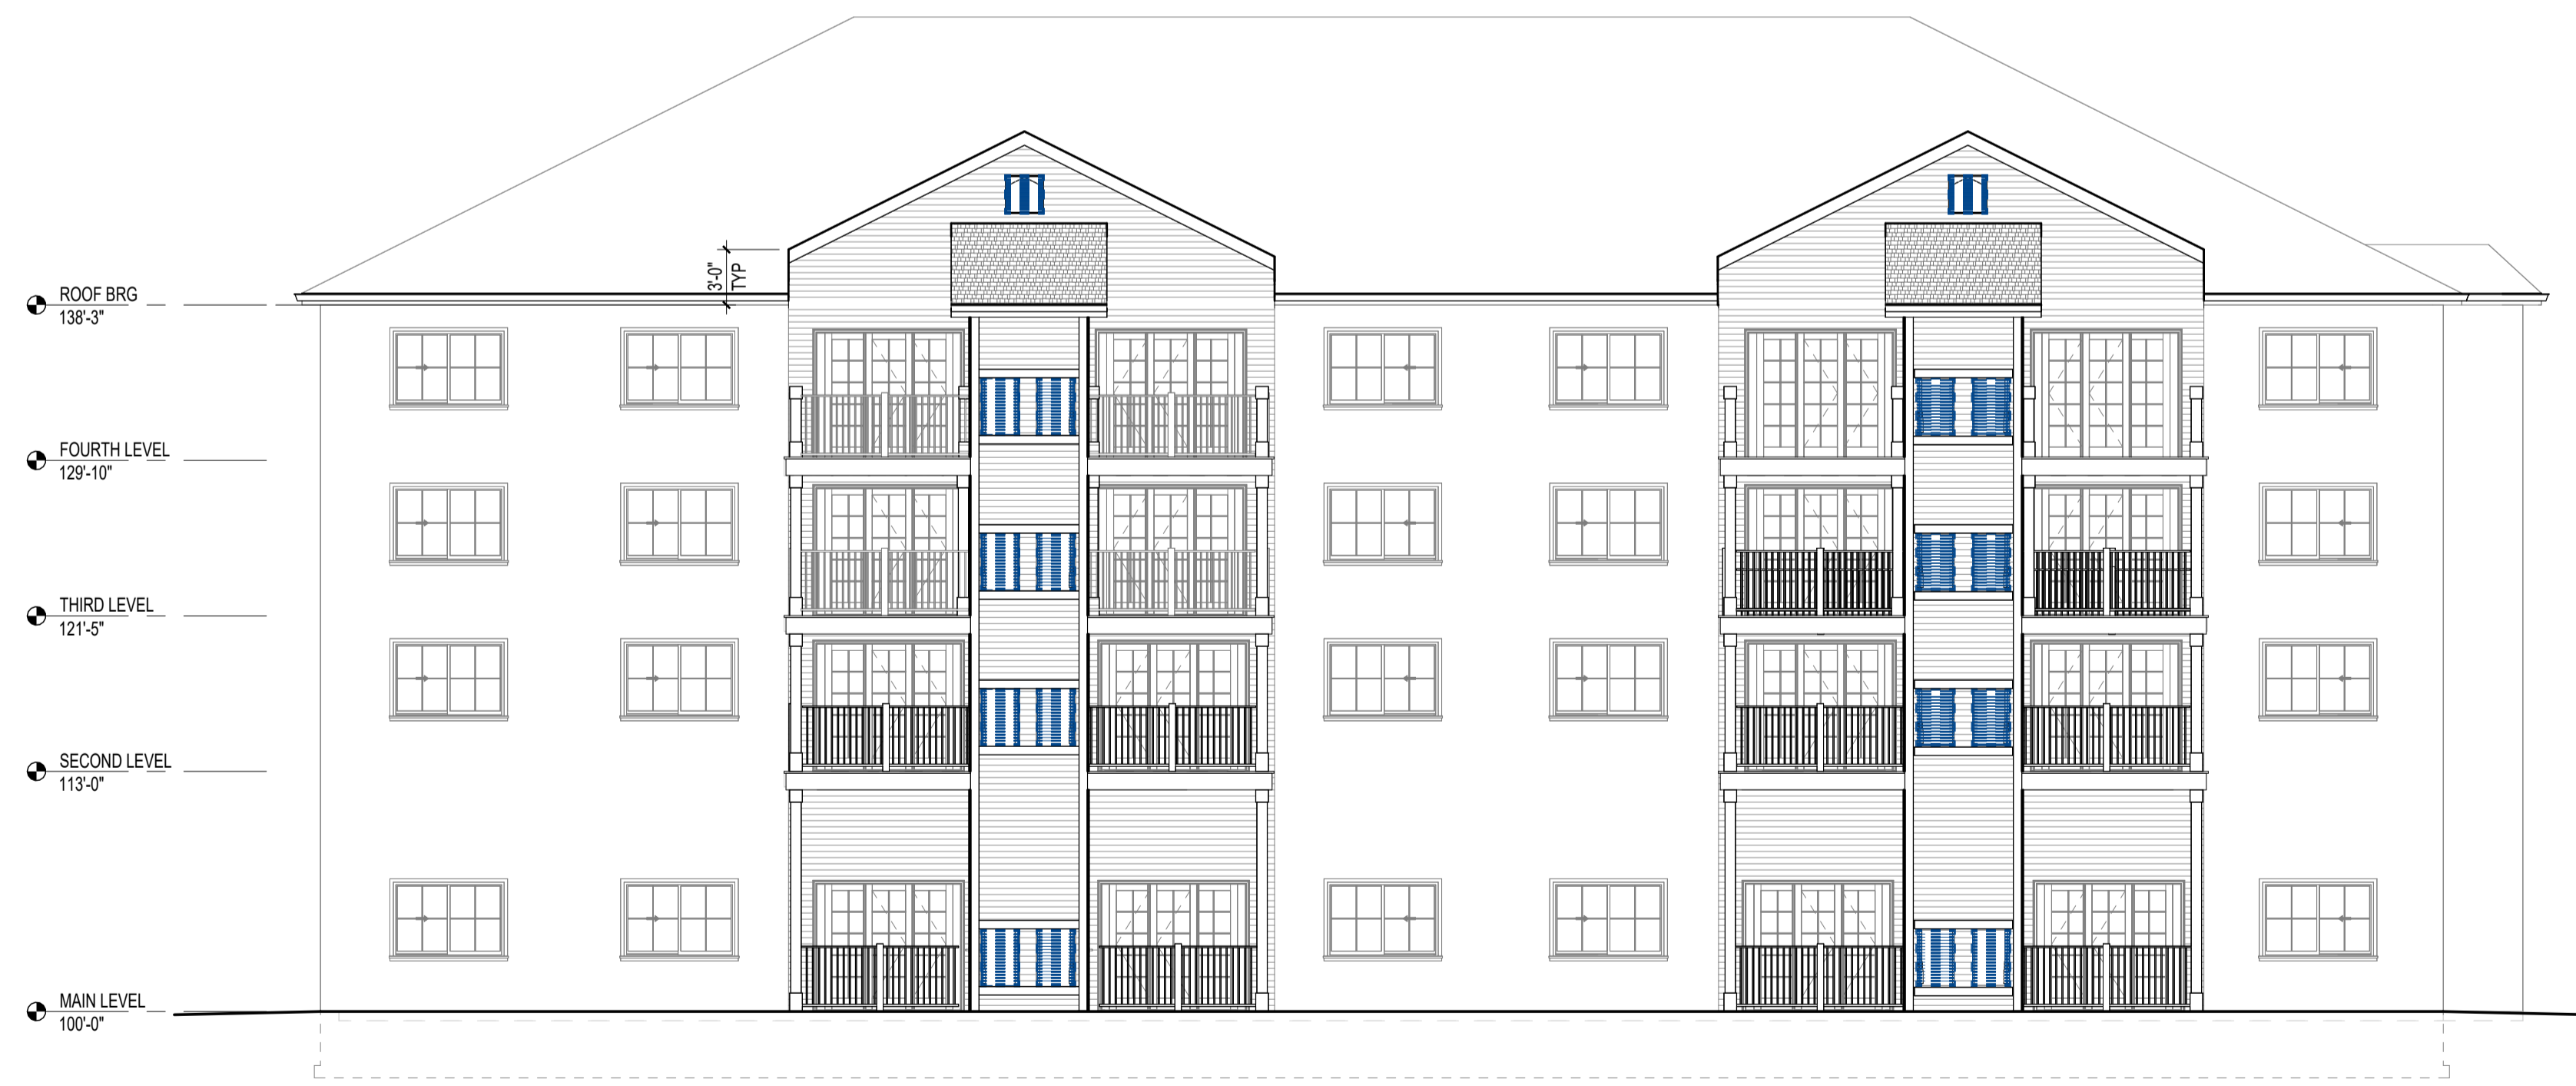 3'-0"
TYP
ROOF BRG
138'-3"
FOURTH LEVEL
129'-10"
THIRD LEVEL
121'-5"
SECOND LEVEL
113'-0"
MAIN LEVEL
100'-0"